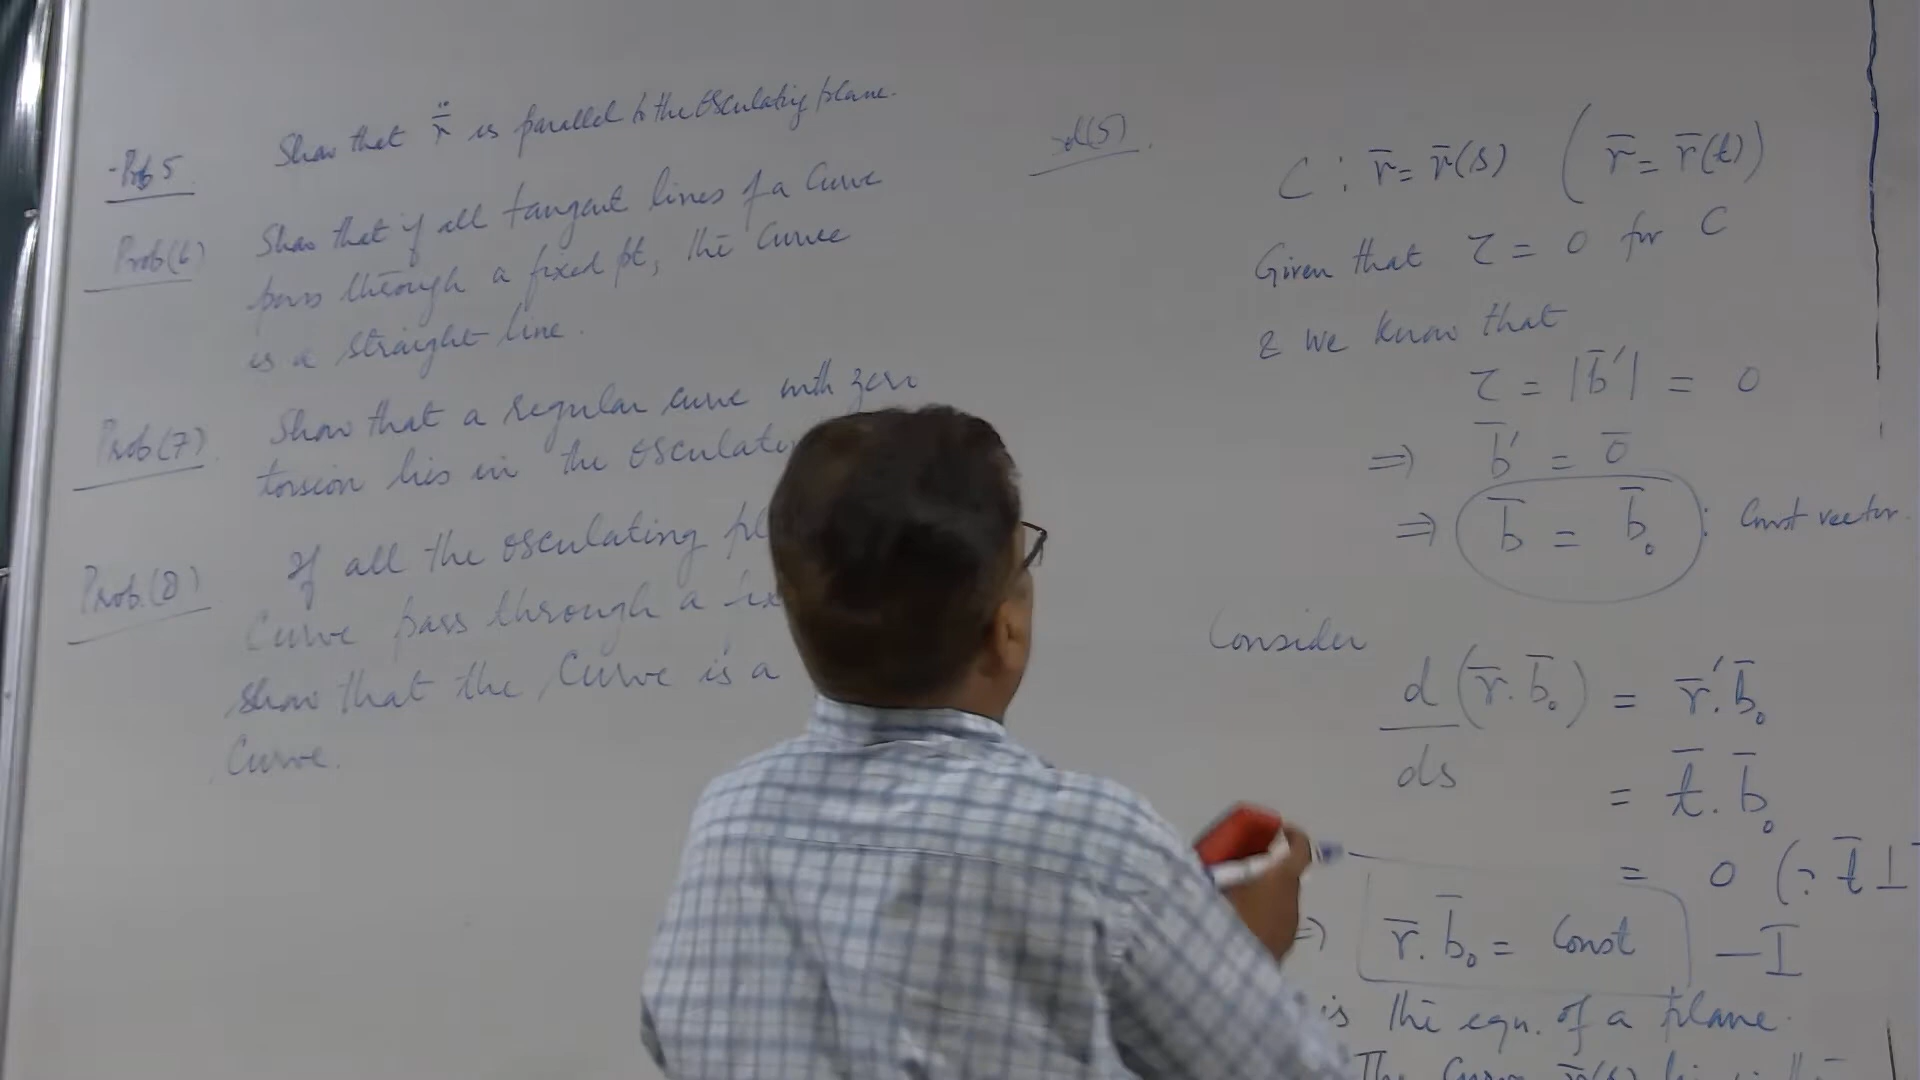 Prob 5 Show that r̈̄ is parallel to the osculating plane.
Prob(6) Show that if all tangent lines of a curve
pass through a fixed pt, the curve
is a straight line.
Prob(7) Show that a regular curve with zero
torsion lies in the
Prob.(8) If all the osculating
Curve pass through a
show that the curve is a
Curve.
(5)
C : r̄ = r̄(s) ( r̄ = r̄(t) )
Given that τ = 0 for C
& we know that
τ = |b̄′| = 0
⇒ b̄′ = 0̄
⇒ b̄ = b̄₀ : Const vector.
Consider
d/ds (r̄.b̄₀) = r̄′.b̄₀
= t̄.b̄₀
= 0 (∵ t̄ ⊥
⇒ r̄.b̄₀ = Const — I
is the eqn. of a plane.
The Curve r̄(s)